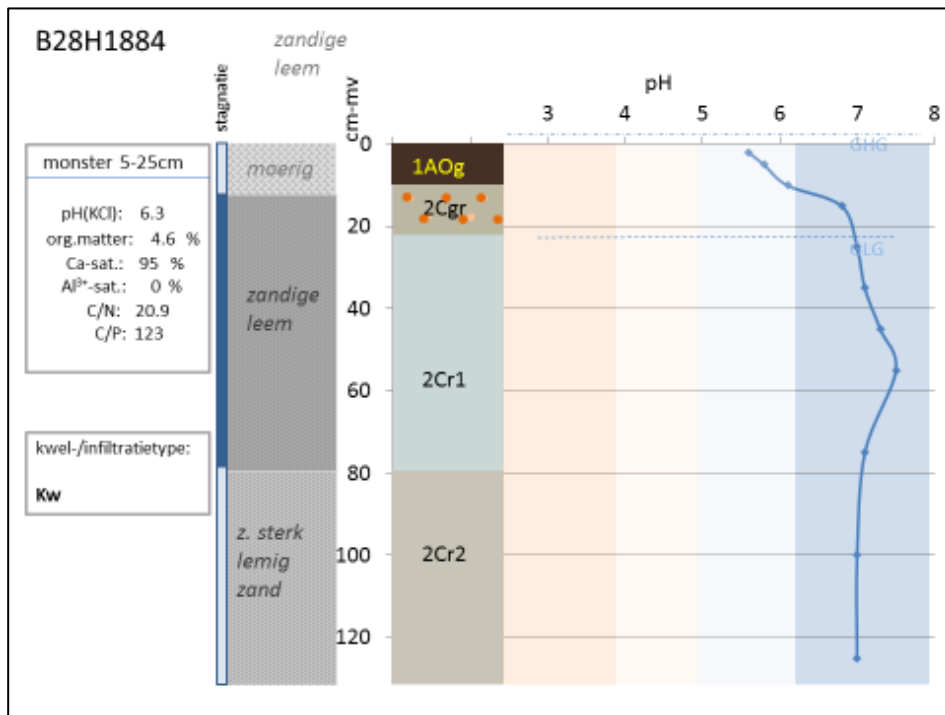 B28H1884
zandige
leem
stagnatie
cm-mv
pH
3 4 5 6 7 8
monster 5-25cm
pH(KCl): 6.3
org.matter: 4.6 %
Ca-sat.: 95 %
Al³⁺-sat.: 0 %
C/N: 20.9
C/P: 123
kwel-/infiltratietype:
Kw
moerig
zandige
leem
z. sterk
lemig
zand
0
20
40
60
80
100
120
1AOg
2Cgr
2Cr1
2Cr2
GHG
GLG